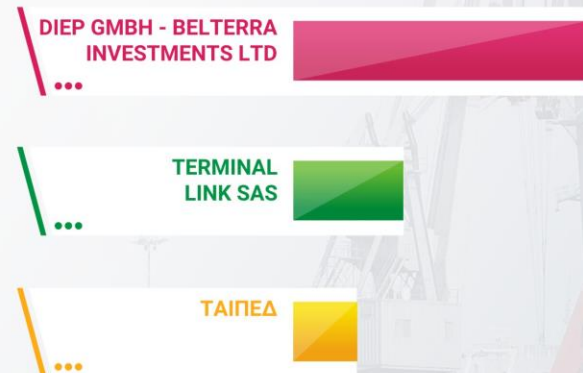 DIEP GMBH - BELTERRA
INVESTMENTS LTD
TERMINAL
LINK SAS
ΤΑΙΠΕΔ